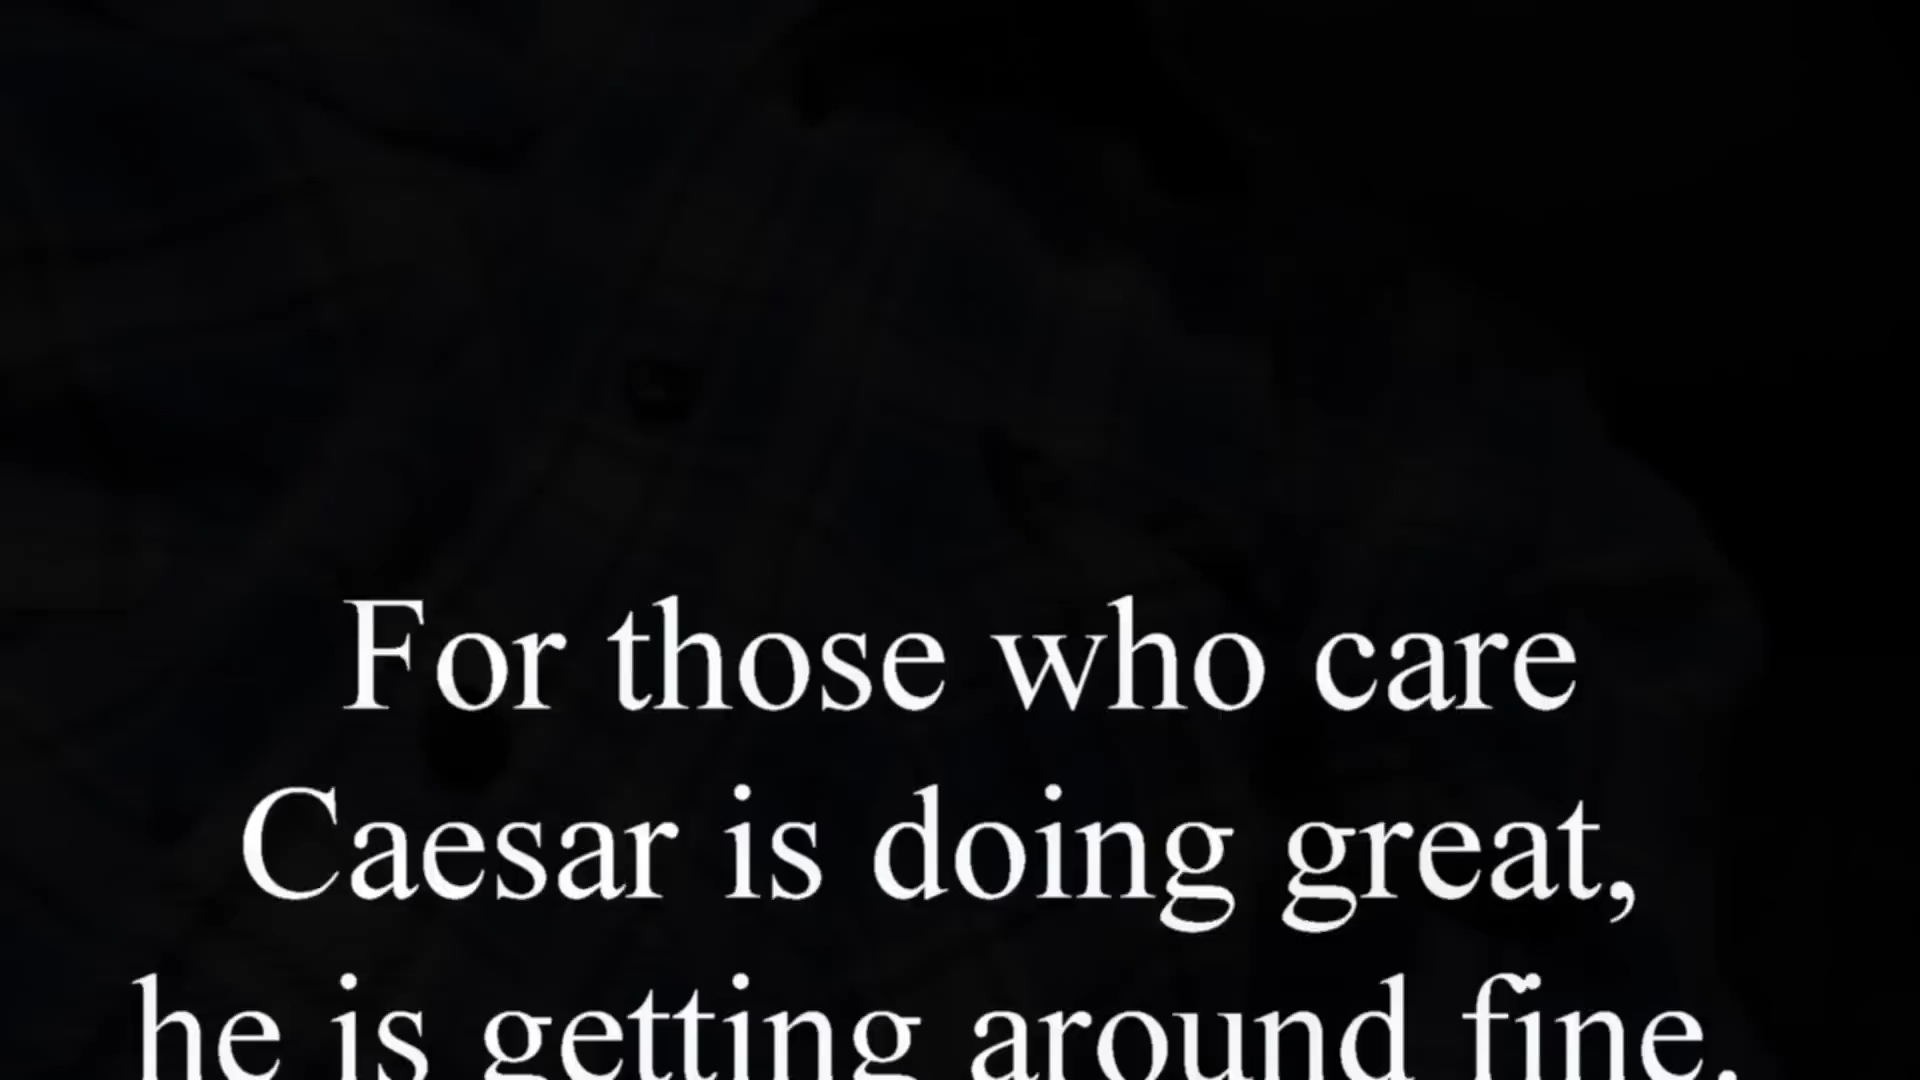 For those who care
Caesar is doing great,
he is getting around fine.